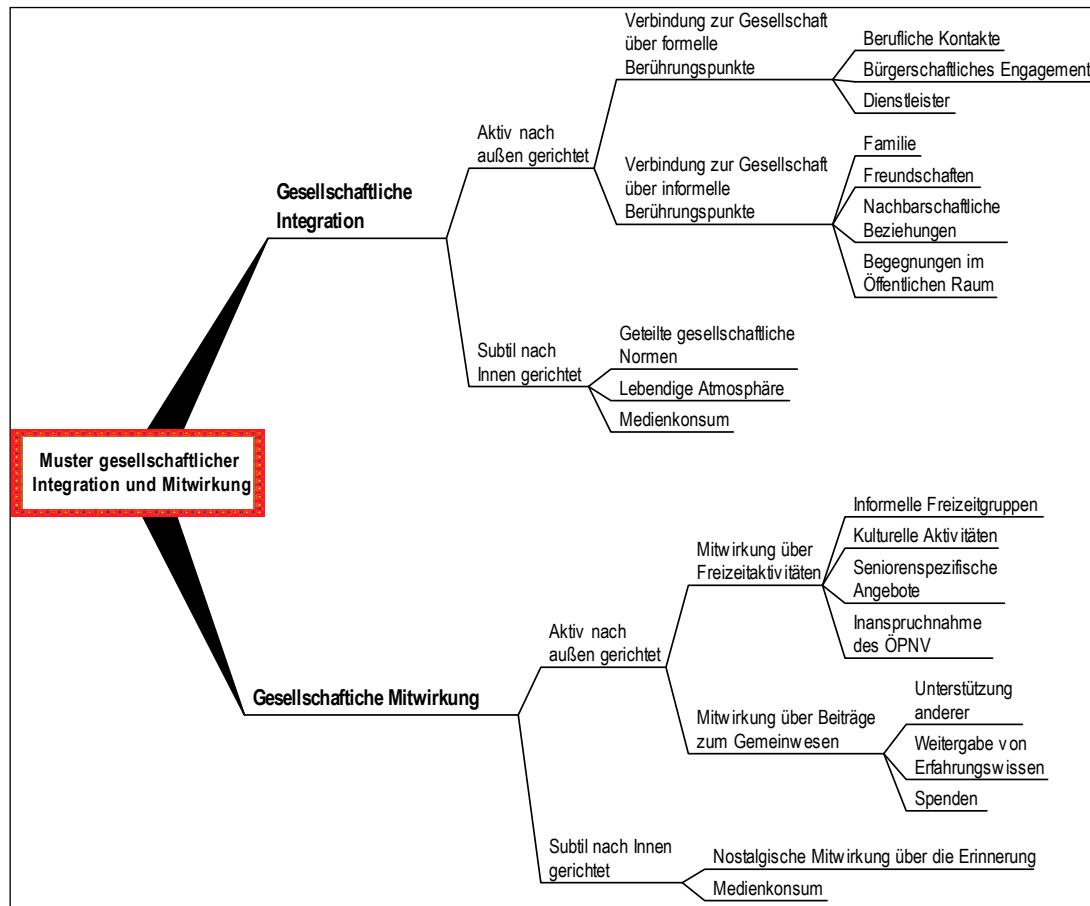 Muster gesellschaftlicher
Integration und Mitwirkung
Gesellschaftliche
Integration
Aktiv nach
außen gerichtet
Verbindung zur Gesellschaft
über formelle
Berührungspunkte
Berufliche Kontakte
Bürgerschaftliches Engagement
Dienstleister
Verbindung zur Gesellschaft
über informelle
Berührungspunkte
Familie
Freundschaften
Nachbarschaftliche
Beziehungen
Begegnungen im
Öffentlichen Raum
Subtil nach
Innen gerichtet
Geteilte gesellschaftliche
Normen
Lebendige Atmosphäre
Medienkonsum
Gesellschaftiche Mitwirkung
Aktiv nach
außen gerichtet
Mitwirkung über
Freizeitaktivitäten
Informelle Freizeitgruppen
Kulturelle Aktivitäten
Seniorenspezifische
Angebote
Inanspruchnahme
des ÖPNV
Mitwirkung über Beiträge
zum Gemeinwesen
Unterstützung
anderer
Weitergabe von
Erfahrungswissen
Spenden
Subtil nach Innen
gerichtet
Nostalgische Mitwirkung über die Erinnerung
Medienkonsum